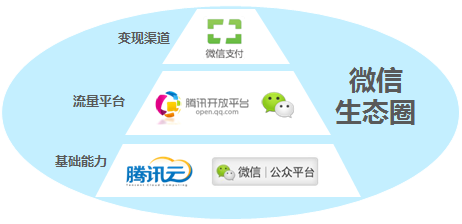 变现渠道
微信支付
流量平台
腾讯开放平台
open.qq.com
微信
生态圈
基础能力
腾讯云
Tencent Cloud Computing
微信 | 公众平台